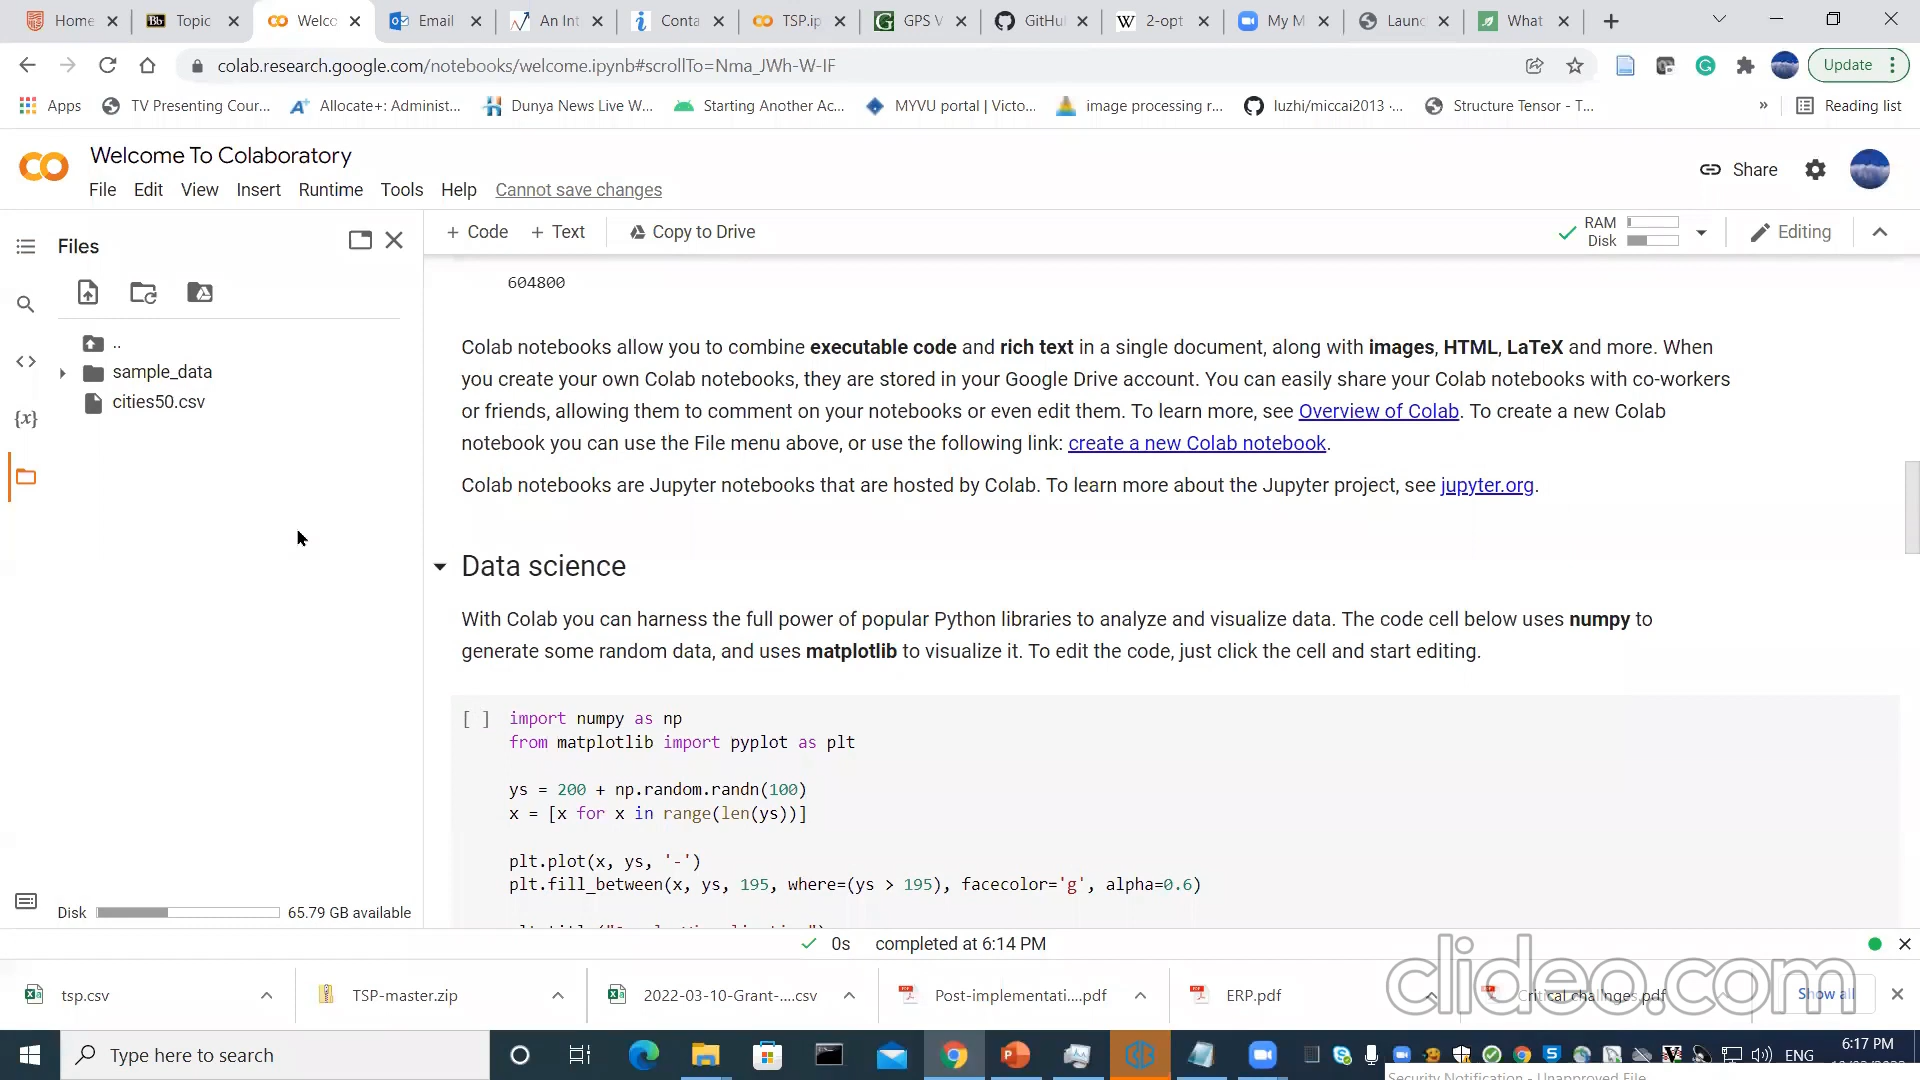 Home
Topic
Welco
Email
An Int
Conta
TSP.ip
GPS V
GitHu
2-opt
My M
Launc
What
colab.research.google.com/notebooks/welcome.ipynb#scrollTo=Nma_JWh-W-IF
Update
Apps
TV Presenting Cour...
Allocate+: Administ...
Dunya News Live W...
Starting Another Ac...
MYVU portal | Victo...
image processing r...
luzhi/miccai2013 ·...
Structure Tensor - T...
»
Reading list
Welcome To Colaboratory
File Edit View Insert Runtime Tools Help Cannot save changes
Share
Files
+ Code + Text
Copy to Drive
RAM
Disk
Editing
..
sample_data
cities50.csv
604800
Colab notebooks allow you to combine executable code and rich text in a single document, along with images, HTML, LaTeX and more. When
you create your own Colab notebooks, they are stored in your Google Drive account. You can easily share your Colab notebooks with co-workers
or friends, allowing them to comment on your notebooks or even edit them. To learn more, see Overview of Colab. To create a new Colab
notebook you can use the File menu above, or use the following link: create a new Colab notebook.
Colab notebooks are Jupyter notebooks that are hosted by Colab. To learn more about the Jupyter project, see jupyter.org.
Data science
With Colab you can harness the full power of popular Python libraries to analyze and visualize data. The code cell below uses numpy to
generate some random data, and uses matplotlib to visualize it. To edit the code, just click the cell and start editing.
[ ] import numpy as np
from matplotlib import pyplot as plt
ys = 200 + np.random.randn(100)
x = [x for x in range(len(ys))]
plt.plot(x, ys, '-')
plt.fill_between(x, ys, 195, where=(ys > 195), facecolor='g', alpha=0.6)
Disk
65.79 GB available
0s completed at 6:14 PM
tsp.csv
TSP-master.zip
2022-03-10-Grant-....csv
Post-implementati....pdf
ERP.pdf
Critical challnges.pdf
Show all
clideo.com
Type here to search
ENG
6:17 PM
Security Notification - Unapproved File